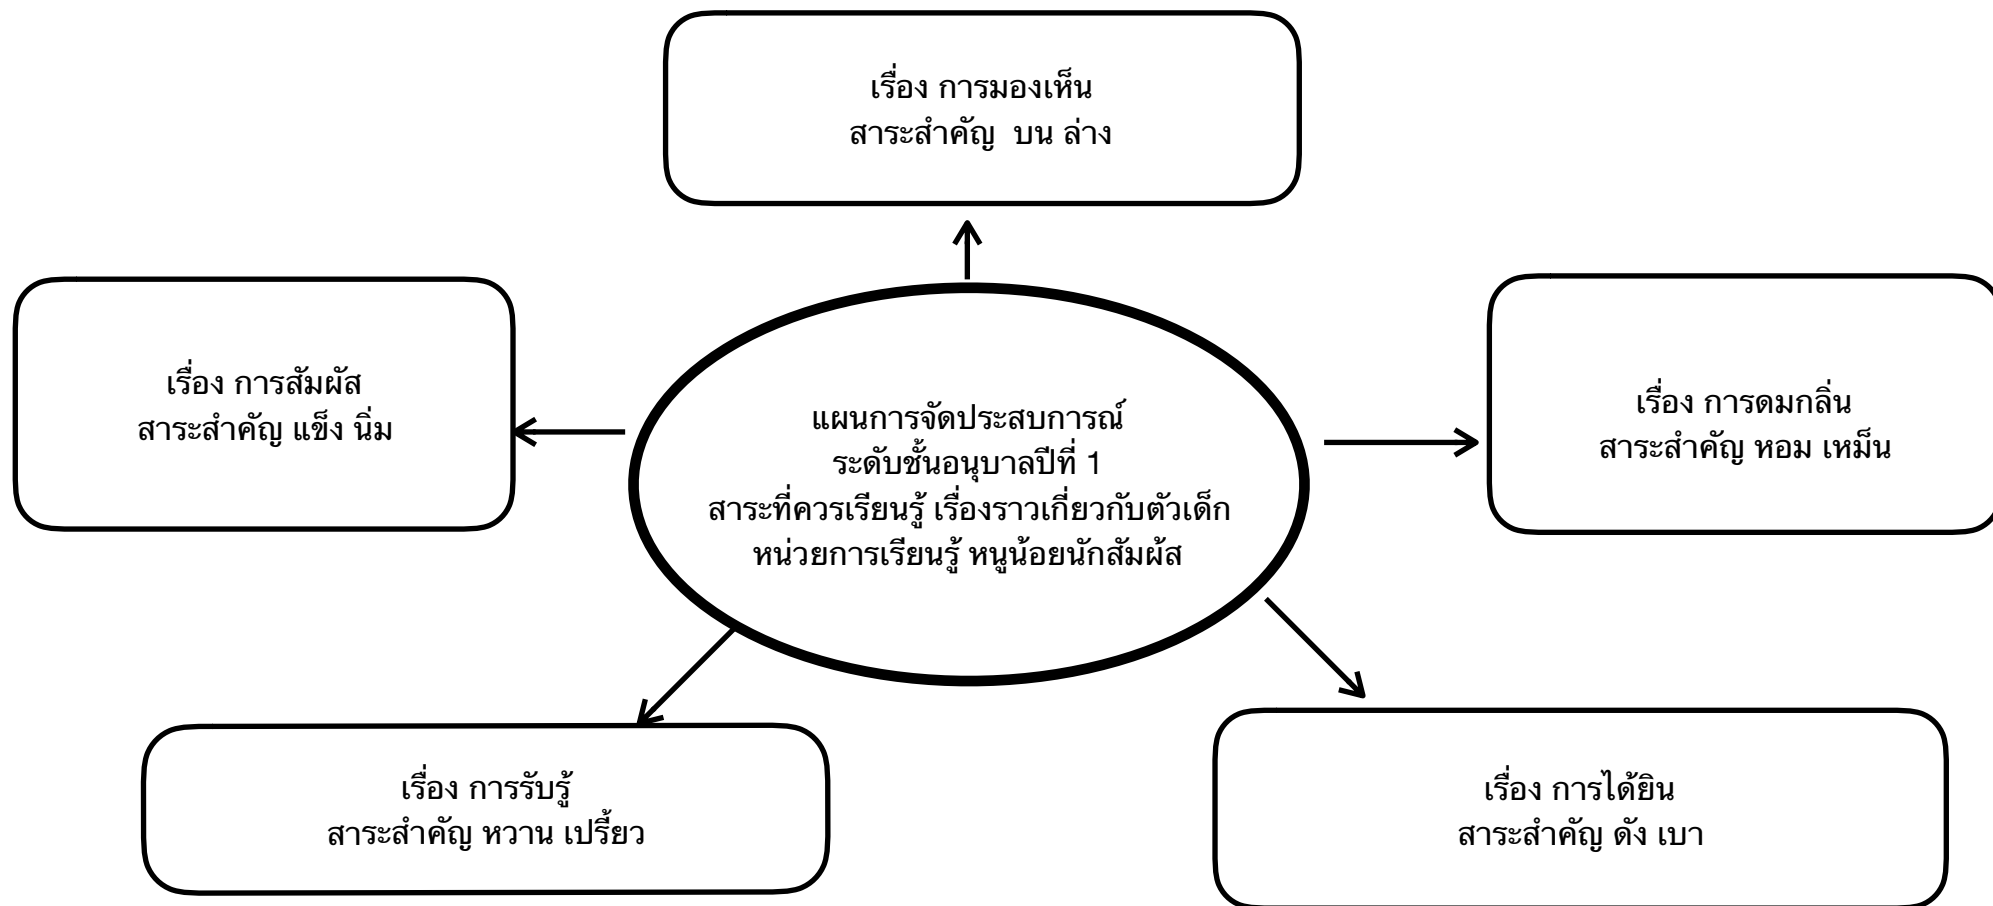 เรื่อง การมองเห็น
สาระสำคัญ  บน ล่าง
เรื่อง การสัมผัส
สาระสำคัญ แข็ง นิ่ม
แผนการจัดประสบการณ์
ระดับชั้นอนุบาลปีที่ 1
สาระที่ควรเรียนรู้ เรื่องราวเกี่ยวกับตัวเด็ก
หน่วยการเรียนรู้ หนูน้อยนักสัมผ้ส
เรื่อง การดมกลิ่น
สาระสำคัญ หอม เหม็น
เรื่อง การรับรู้
สาระสำคัญ หวาน เปรี้ยว
เรื่อง การได้ยิน
สาระสำคัญ ดัง เบา